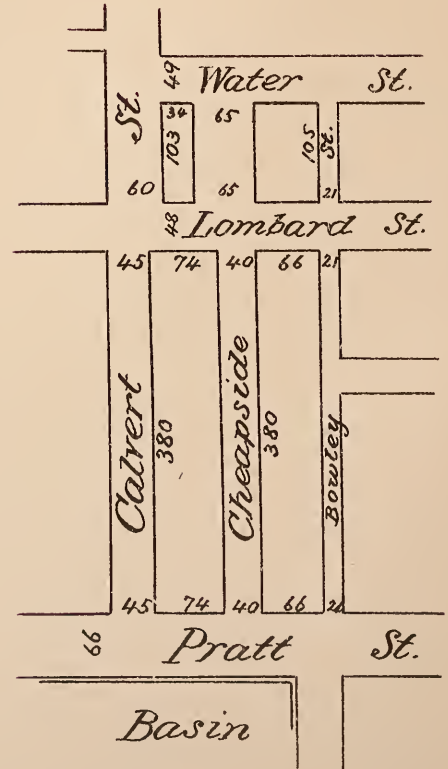 49
Water St.
34 65
103
105
St.
St.
60 65 21
48
Lombard St.
45 74 40 66 21
Calvert
380
Cheapside
380
Bowley
45 74 40 66 21
66
Pratt St.
Basin